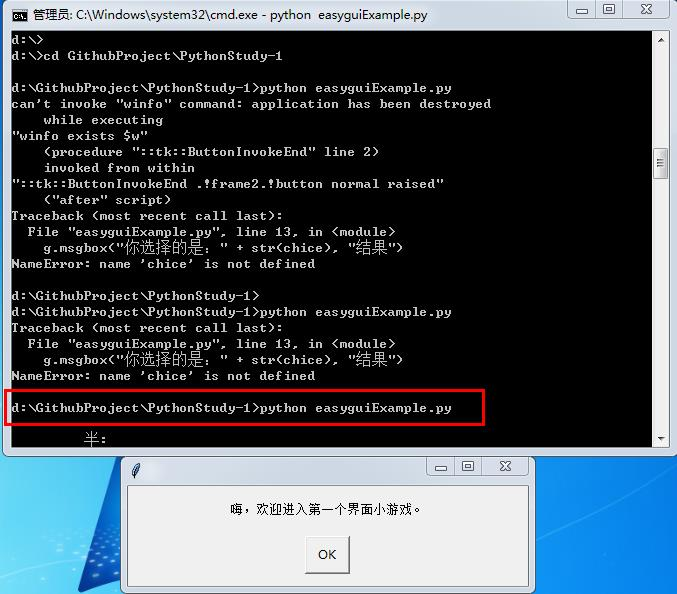 管理员: C:\Windows\system32\cmd.exe - python  easyguiExample.py
d:\>
d:\>cd GithubProject\PythonStudy-1
d:\GithubProject\PythonStudy-1>python easyguiExample.py
can't invoke "winfo" command: application has been destroyed
    while executing
"winfo exists $w"
    (procedure "::tk::ButtonInvokeEnd" line 2)
    invoked from within
"::tk::ButtonInvokeEnd .!frame2.!button normal raised"
    ("after" script)
Traceback (most recent call last):
  File "easyguiExample.py", line 13, in <module>
    g.msgbox("你选择的是：" + str(chice), "结果")
NameError: name 'chice' is not defined
d:\GithubProject\PythonStudy-1>
d:\GithubProject\PythonStudy-1>python easyguiExample.py
Traceback (most recent call last):
  File "easyguiExample.py", line 13, in <module>
    g.msgbox("你选择的是：" + str(chice), "结果")
NameError: name 'chice' is not defined
d:\GithubProject\PythonStudy-1>python easyguiExample.py
半:
嗨，欢迎进入第一个界面小游戏。
OK